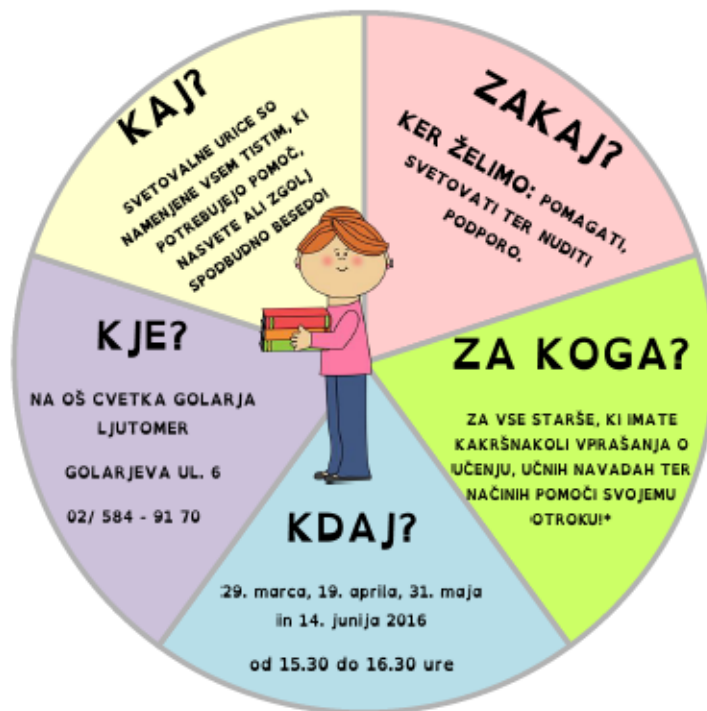 KAJ?
SVETOVALNE URICE SO
NAMENJENE VSEM TISTIM, KI
POTREBUJEJO POMOČ,
NASVETE ALI ZGOLJ
SPODBUDNO BESEDO!
ZAKAJ?
KER ŽELIMO: POMAGATI,
SVETOVATI TER NUDITI
PODPORO.
KJE?
NA OŠ CVETKA GOLARJA
LJUTOMER
GOLARJEVA UL. 6
02/ 584 - 91 70
ZA KOGA?
ZA VSE STARŠE, KI IMATE
KAKRŠNAKOLI VPRAŠANJA O
UČENJU, UČNIH NAVADAH TER
NAČINIH POMOČI SVOJEMU
OTROKU!*
KDAJ?
29. marca, 19. aprila, 31. maja
in 14. junija 2016
od 15.30 do 16.30 ure